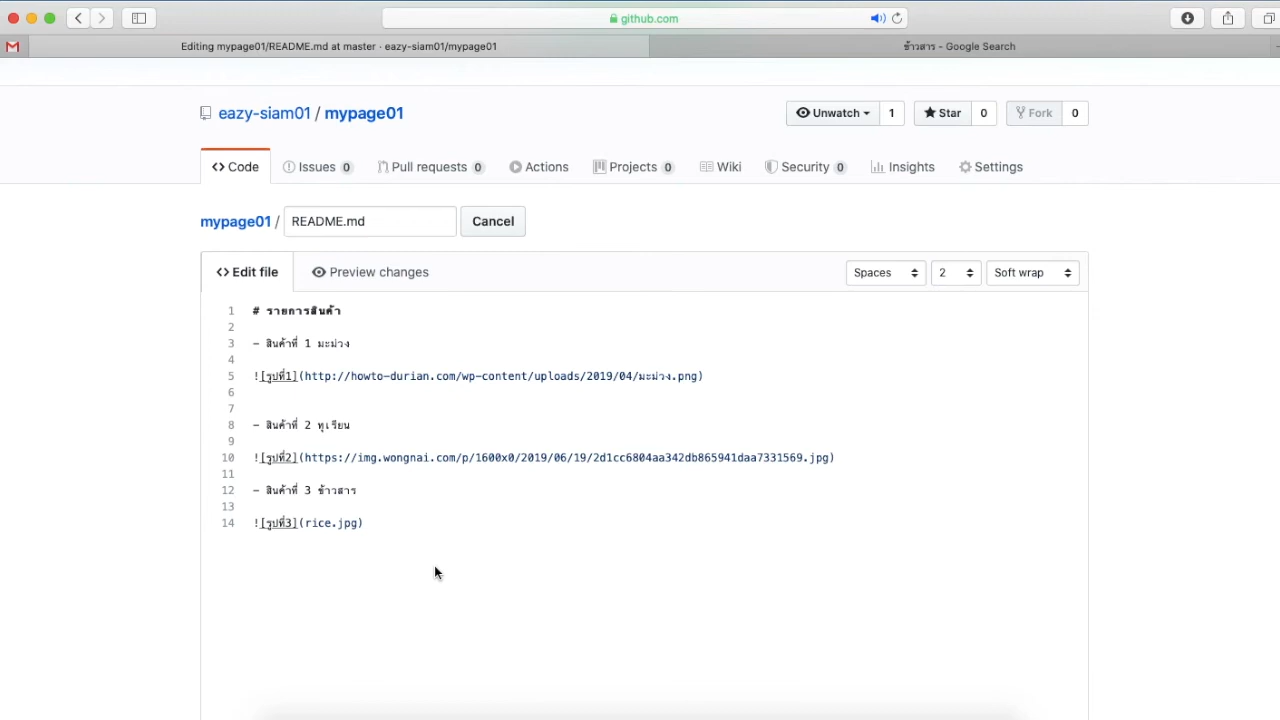 github.com
Editing mypage01/README.md at master · eazy-siam01/mypage01
ข้าวสาร - Google Search
eazy-siam01 / mypage01
Unwatch 1
Star 0
Fork 0
Code
Issues 0
Pull requests 0
Actions
Projects 0
Wiki
Security 0
Insights
Settings
mypage01 / README.md Cancel
<> Edit file
Preview changes
Spaces
2
Soft wrap
1 # รายการสินค้า
2
3 - สินค้าที่ 1 มะม่วง
4
5 ![รูปที่1](http://howto-durian.com/wp-content/uploads/2019/04/มะม่วง.png)
6
7
8 - สินค้าที่ 2 ทุเรียน
9
10 ![รูปที่2](https://img.wongnai.com/p/1600x0/2019/06/19/2d1cc6804aa342db865941daa7331569.jpg)
11
12 - สินค้าที่ 3 ข้าวสาร
13
14 ![รูปที่3](rice.jpg)